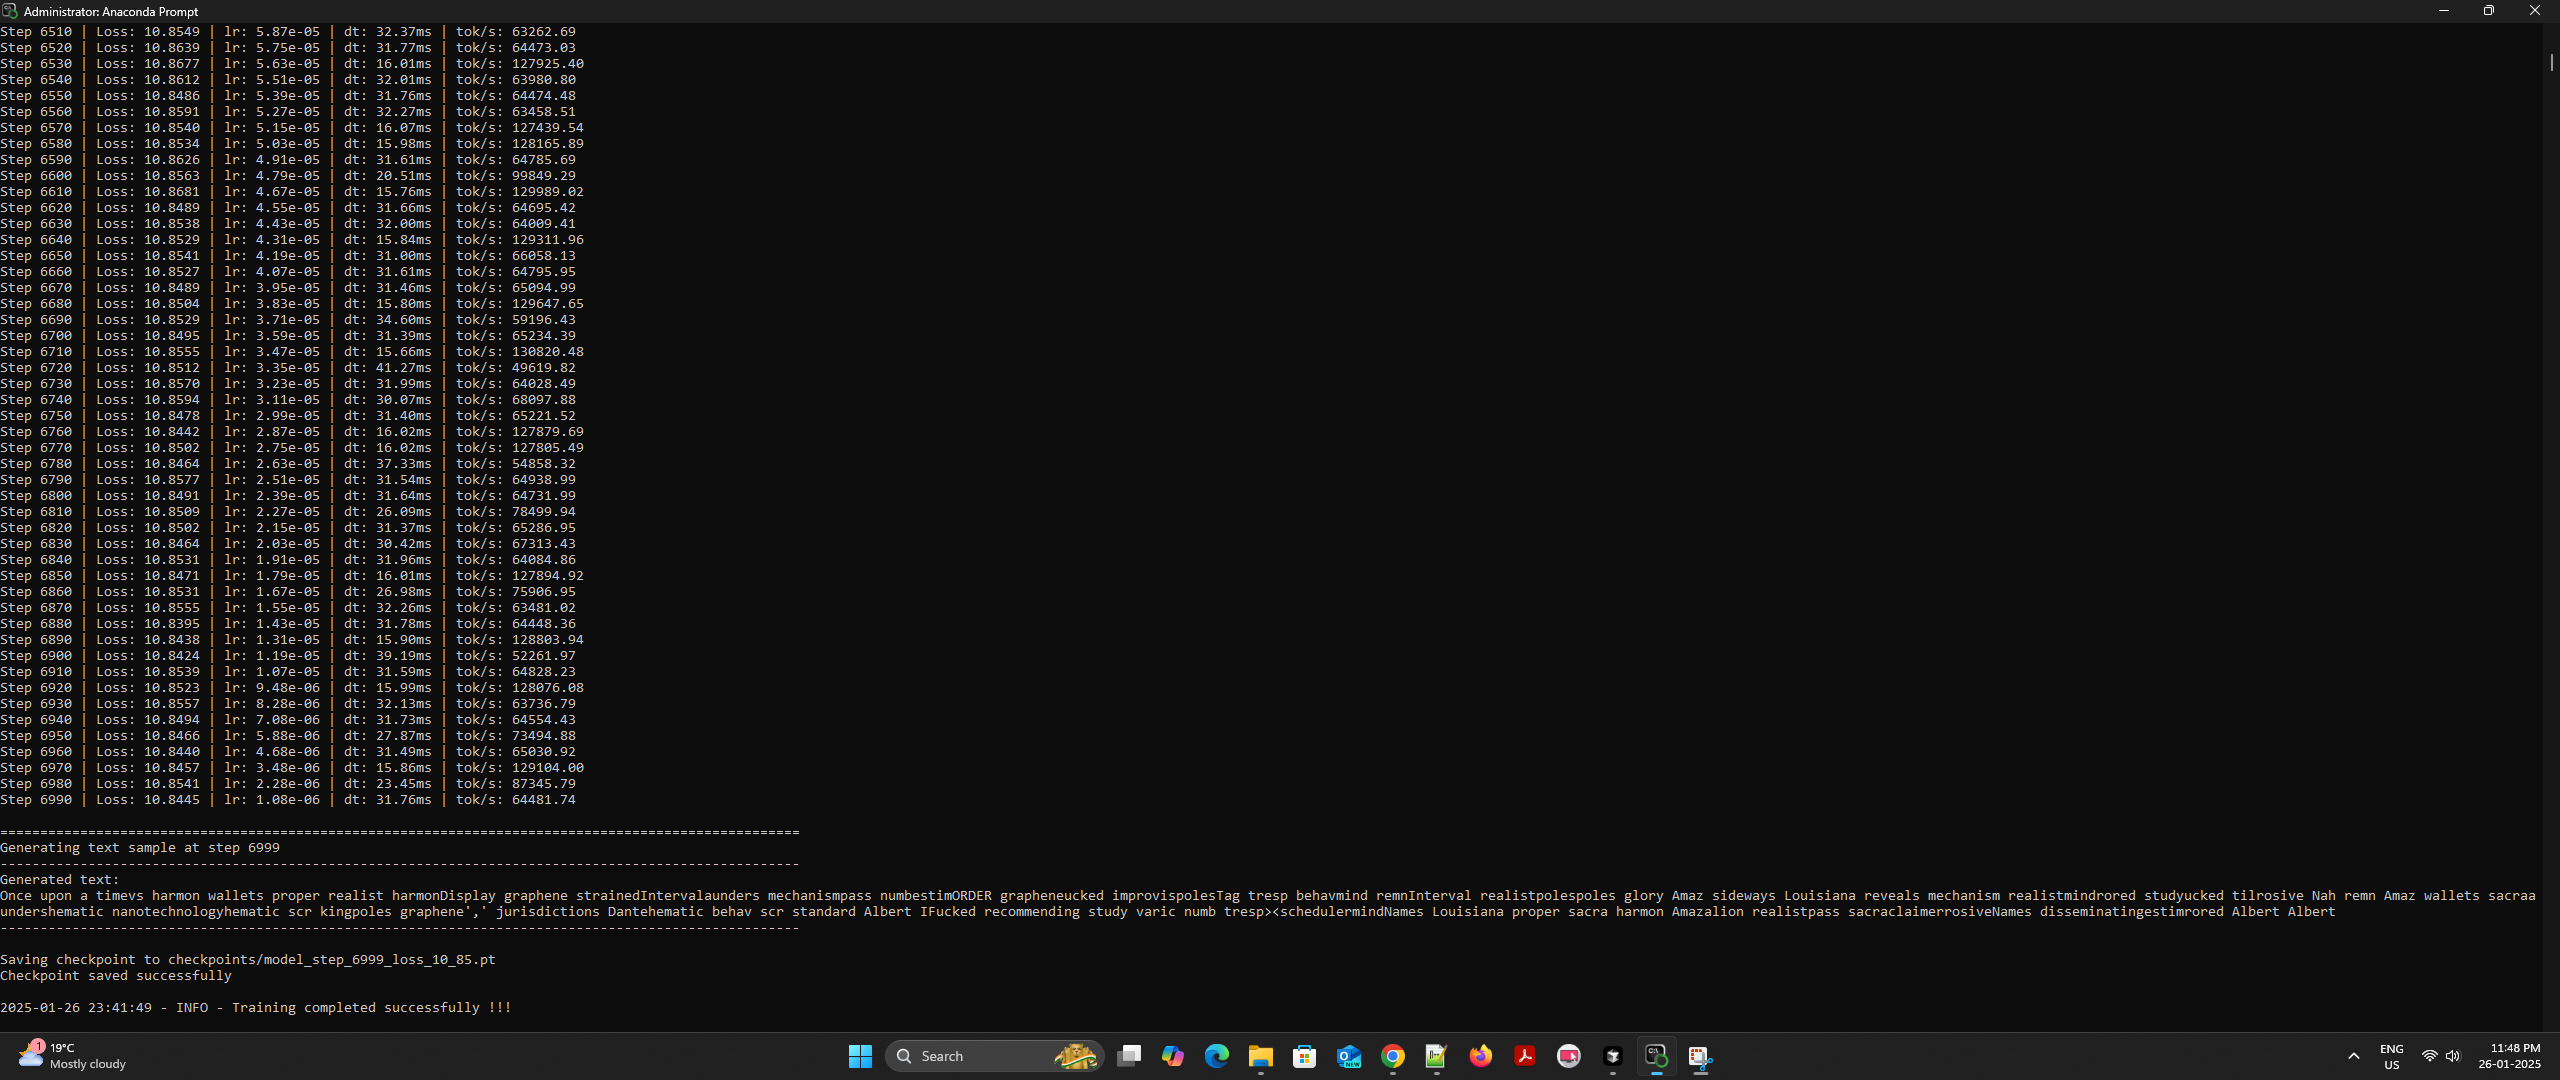 Administrator: Anaconda Prompt
Step 6510 | Loss: 10.8549 | lr: 5.87e-05 | dt: 32.37ms | tok/s: 63262.69
Step 6520 | Loss: 10.8639 | lr: 5.75e-05 | dt: 31.77ms | tok/s: 64473.03
Step 6530 | Loss: 10.8677 | lr: 5.63e-05 | dt: 16.01ms | tok/s: 127925.40
Step 6540 | Loss: 10.8612 | lr: 5.51e-05 | dt: 32.01ms | tok/s: 63980.80
Step 6550 | Loss: 10.8486 | lr: 5.39e-05 | dt: 31.76ms | tok/s: 64474.48
Step 6560 | Loss: 10.8591 | lr: 5.27e-05 | dt: 32.27ms | tok/s: 63458.51
Step 6570 | Loss: 10.8540 | lr: 5.15e-05 | dt: 16.07ms | tok/s: 127439.54
Step 6580 | Loss: 10.8534 | lr: 5.03e-05 | dt: 15.98ms | tok/s: 128165.89
Step 6590 | Loss: 10.8626 | lr: 4.91e-05 | dt: 31.61ms | tok/s: 64785.69
Step 6600 | Loss: 10.8563 | lr: 4.79e-05 | dt: 20.51ms | tok/s: 99849.29
Step 6610 | Loss: 10.8681 | lr: 4.67e-05 | dt: 15.76ms | tok/s: 129989.02
Step 6620 | Loss: 10.8489 | lr: 4.55e-05 | dt: 31.66ms | tok/s: 64695.42
Step 6630 | Loss: 10.8538 | lr: 4.43e-05 | dt: 32.00ms | tok/s: 64009.41
Step 6640 | Loss: 10.8529 | lr: 4.31e-05 | dt: 15.84ms | tok/s: 129311.96
Step 6650 | Loss: 10.8541 | lr: 4.19e-05 | dt: 31.00ms | tok/s: 66058.13
Step 6660 | Loss: 10.8527 | lr: 4.07e-05 | dt: 31.61ms | tok/s: 64795.95
Step 6670 | Loss: 10.8489 | lr: 3.95e-05 | dt: 31.46ms | tok/s: 65094.99
Step 6680 | Loss: 10.8504 | lr: 3.83e-05 | dt: 15.80ms | tok/s: 129647.65
Step 6690 | Loss: 10.8529 | lr: 3.71e-05 | dt: 34.60ms | tok/s: 59196.43
Step 6700 | Loss: 10.8495 | lr: 3.59e-05 | dt: 31.39ms | tok/s: 65234.39
Step 6710 | Loss: 10.8555 | lr: 3.47e-05 | dt: 15.66ms | tok/s: 130820.48
Step 6720 | Loss: 10.8512 | lr: 3.35e-05 | dt: 41.27ms | tok/s: 49619.82
Step 6730 | Loss: 10.8570 | lr: 3.23e-05 | dt: 31.99ms | tok/s: 64028.49
Step 6740 | Loss: 10.8594 | lr: 3.11e-05 | dt: 30.07ms | tok/s: 68097.88
Step 6750 | Loss: 10.8478 | lr: 2.99e-05 | dt: 31.40ms | tok/s: 65221.52
Step 6760 | Loss: 10.8442 | lr: 2.87e-05 | dt: 16.02ms | tok/s: 127879.69
Step 6770 | Loss: 10.8502 | lr: 2.75e-05 | dt: 16.02ms | tok/s: 127805.49
Step 6780 | Loss: 10.8464 | lr: 2.63e-05 | dt: 37.33ms | tok/s: 54858.32
Step 6790 | Loss: 10.8577 | lr: 2.51e-05 | dt: 31.54ms | tok/s: 64938.99
Step 6800 | Loss: 10.8491 | lr: 2.39e-05 | dt: 31.64ms | tok/s: 64731.99
Step 6810 | Loss: 10.8509 | lr: 2.27e-05 | dt: 26.09ms | tok/s: 78499.94
Step 6820 | Loss: 10.8502 | lr: 2.15e-05 | dt: 31.37ms | tok/s: 65286.95
Step 6830 | Loss: 10.8464 | lr: 2.03e-05 | dt: 30.42ms | tok/s: 67313.43
Step 6840 | Loss: 10.8531 | lr: 1.91e-05 | dt: 31.96ms | tok/s: 64084.86
Step 6850 | Loss: 10.8471 | lr: 1.79e-05 | dt: 16.01ms | tok/s: 127894.92
Step 6860 | Loss: 10.8531 | lr: 1.67e-05 | dt: 26.98ms | tok/s: 75906.95
Step 6870 | Loss: 10.8555 | lr: 1.55e-05 | dt: 32.26ms | tok/s: 63481.02
Step 6880 | Loss: 10.8395 | lr: 1.43e-05 | dt: 31.78ms | tok/s: 64448.36
Step 6890 | Loss: 10.8438 | lr: 1.31e-05 | dt: 15.90ms | tok/s: 128803.94
Step 6900 | Loss: 10.8424 | lr: 1.19e-05 | dt: 39.19ms | tok/s: 52261.97
Step 6910 | Loss: 10.8539 | lr: 1.07e-05 | dt: 31.59ms | tok/s: 64828.23
Step 6920 | Loss: 10.8523 | lr: 9.48e-06 | dt: 15.99ms | tok/s: 128076.08
Step 6930 | Loss: 10.8557 | lr: 8.28e-06 | dt: 32.13ms | tok/s: 63736.79
Step 6940 | Loss: 10.8494 | lr: 7.08e-06 | dt: 31.73ms | tok/s: 64554.43
Step 6950 | Loss: 10.8466 | lr: 5.88e-06 | dt: 27.87ms | tok/s: 73494.88
Step 6960 | Loss: 10.8440 | lr: 4.68e-06 | dt: 31.49ms | tok/s: 65030.92
Step 6970 | Loss: 10.8457 | lr: 3.48e-06 | dt: 15.86ms | tok/s: 129104.00
Step 6980 | Loss: 10.8541 | lr: 2.28e-06 | dt: 23.45ms | tok/s: 87345.79
Step 6990 | Loss: 10.8445 | lr: 1.08e-06 | dt: 31.76ms | tok/s: 64481.74
====================================================================================================
Generating text sample at step 6999
----------------------------------------------------------------------------------------------------
Generated text:
Once upon a timevs harmon wallets proper realist harmonDisplay graphene strainedIntervalaunders mechanismpass numbestimORDER grapheneucked improvispolesTag tresp behavmind remnInterval realistpolespoles glory Amaz sideways Louisiana reveals mechanism realistmindrored studyucked tilrosive Nah remn Amaz wallets sacraa
undershematic nanotechnologyhematic scr kingpoles graphene',' jurisdictions Dantehematic behav scr standard Albert IFucked recommending study varic numb tresp><schedulermindNames Louisiana proper sacra harmon Amazalion realistpass sacraclaimerrosiveNames disseminatingestimrored Albert Albert
----------------------------------------------------------------------------------------------------
Saving checkpoint to checkpoints/model_step_6999_loss_10_85.pt
Checkpoint saved successfully
2025-01-26 23:41:49 - INFO - Training completed successfully !!!
1
19°C
Mostly cloudy
Search
NEW
ENG
US
11:48 PM
26-01-2025